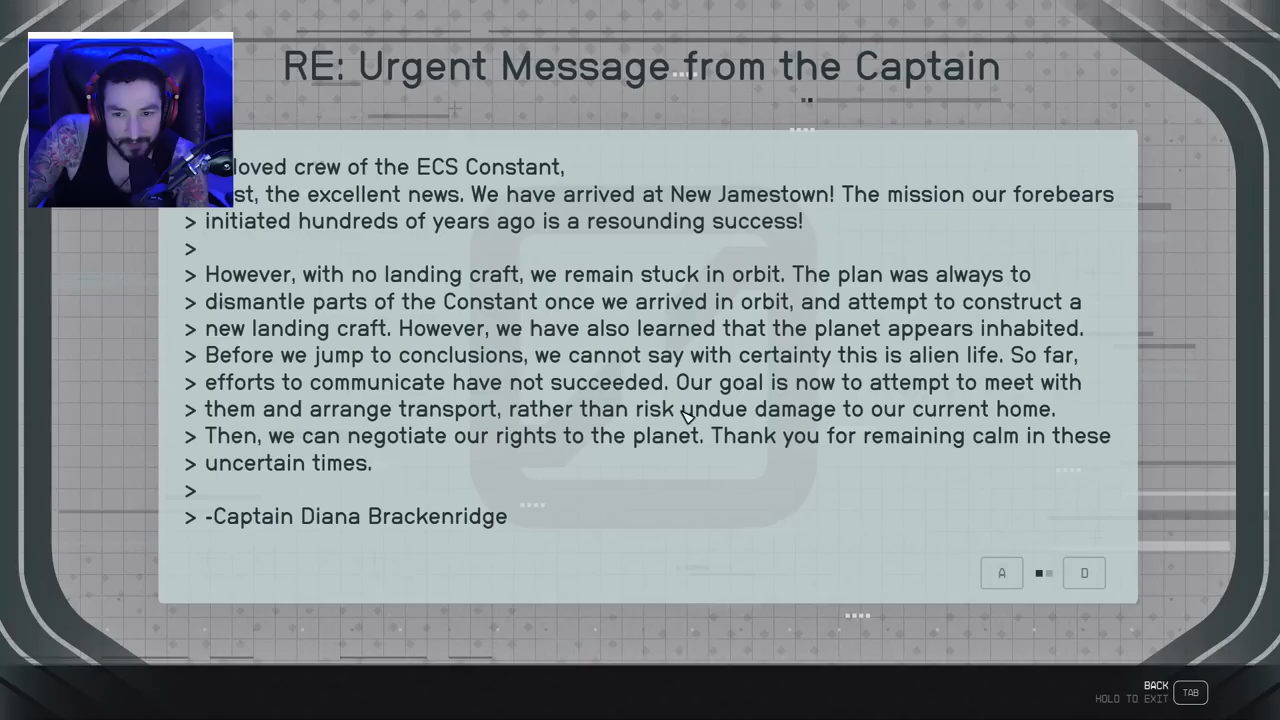 RE: Urgent Message from the Captain
loved crew of the ECS Constant,
st, the excellent news. We have arrived at New Jamestown! The mission our forebears
> initiated hundreds of years ago is a resounding success!
>
> However, with no landing craft, we remain stuck in orbit. The plan was always to
> dismantle parts of the Constant once we arrived in orbit, and attempt to construct a
> new landing craft. However, we have also learned that the planet appears inhabited.
> Before we jump to conclusions, we cannot say with certainty this is alien life. So far,
> efforts to communicate have not succeeded. Our goal is now to attempt to meet with
> them and arrange transport, rather than risk undue damage to our current home.
> Then, we can negotiate our rights to the planet. Thank you for remaining calm in these
> uncertain times.
>
> -Captain Diana Brackenridge
A D
BACK
HOLD TO EXIT TAB